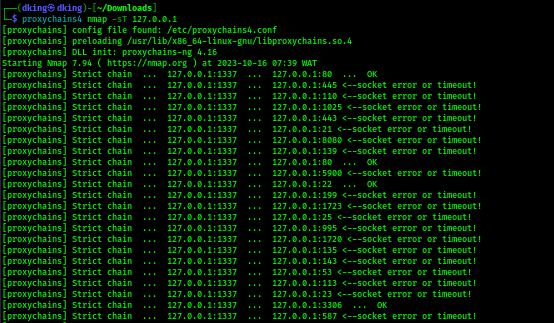 ┌──(dking㉿dking)-[~/Downloads]
└─$ proxychains4 nmap -sT 127.0.0.1
[proxychains] config file found: /etc/proxychains4.conf
[proxychains] preloading /usr/lib/x86_64-linux-gnu/libproxychains.so.4
[proxychains] DLL init: proxychains-ng 4.16
Starting Nmap 7.94 ( https://nmap.org ) at 2023-10-16 07:39 WAT
[proxychains] Strict chain  ...  127.0.0.1:1337  ...  127.0.0.1:80  ...  OK
[proxychains] Strict chain  ...  127.0.0.1:1337  ...  127.0.0.1:445 <--socket error or timeout!
[proxychains] Strict chain  ...  127.0.0.1:1337  ...  127.0.0.1:110 <--socket error or timeout!
[proxychains] Strict chain  ...  127.0.0.1:1337  ...  127.0.0.1:1025 <--socket error or timeout!
[proxychains] Strict chain  ...  127.0.0.1:1337  ...  127.0.0.1:443 <--socket error or timeout!
[proxychains] Strict chain  ...  127.0.0.1:1337  ...  127.0.0.1:21 <--socket error or timeout!
[proxychains] Strict chain  ...  127.0.0.1:1337  ...  127.0.0.1:8080 <--socket error or timeout!
[proxychains] Strict chain  ...  127.0.0.1:1337  ...  127.0.0.1:139 <--socket error or timeout!
[proxychains] Strict chain  ...  127.0.0.1:1337  ...  127.0.0.1:80  ...  OK
[proxychains] Strict chain  ...  127.0.0.1:1337  ...  127.0.0.1:5900 <--socket error or timeout!
[proxychains] Strict chain  ...  127.0.0.1:1337  ...  127.0.0.1:22  ...  OK
[proxychains] Strict chain  ...  127.0.0.1:1337  ...  127.0.0.1:199 <--socket error or timeout!
[proxychains] Strict chain  ...  127.0.0.1:1337  ...  127.0.0.1:1723 <--socket error or timeout!
[proxychains] Strict chain  ...  127.0.0.1:1337  ...  127.0.0.1:25 <--socket error or timeout!
[proxychains] Strict chain  ...  127.0.0.1:1337  ...  127.0.0.1:995 <--socket error or timeout!
[proxychains] Strict chain  ...  127.0.0.1:1337  ...  127.0.0.1:1720 <--socket error or timeout!
[proxychains] Strict chain  ...  127.0.0.1:1337  ...  127.0.0.1:135 <--socket error or timeout!
[proxychains] Strict chain  ...  127.0.0.1:1337  ...  127.0.0.1:143 <--socket error or timeout!
[proxychains] Strict chain  ...  127.0.0.1:1337  ...  127.0.0.1:53 <--socket error or timeout!
[proxychains] Strict chain  ...  127.0.0.1:1337  ...  127.0.0.1:113 <--socket error or timeout!
[proxychains] Strict chain  ...  127.0.0.1:1337  ...  127.0.0.1:23 <--socket error or timeout!
[proxychains] Strict chain  ...  127.0.0.1:1337  ...  127.0.0.1:3306  ...  OK
[proxychains] Strict chain  ...  127.0.0.1:1337  ...  127.0.0.1:587 <--socket error or timeout!